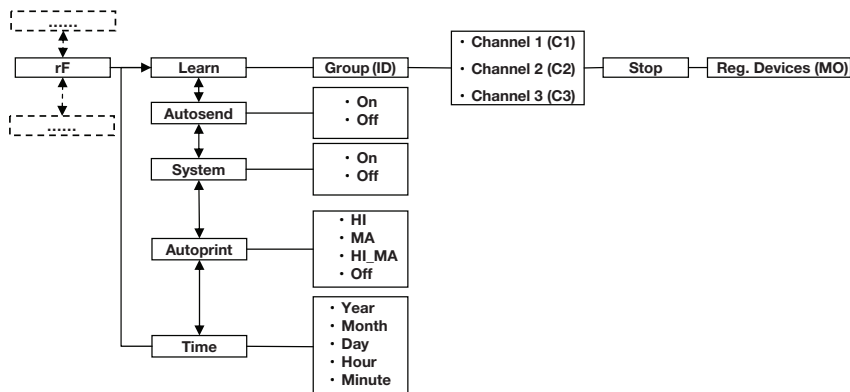 ......
rF
......
Learn
Group (ID)
• Channel 1 (C1)
• Channel 2 (C2)
• Channel 3 (C3)
Stop
Reg. Devices (MO)
Autosend
• On
• Off
System
• On
• Off
Autoprint
• HI
• MA
• HI_MA
• Off
Time
• Year
• Month
• Day
• Hour
• Minute